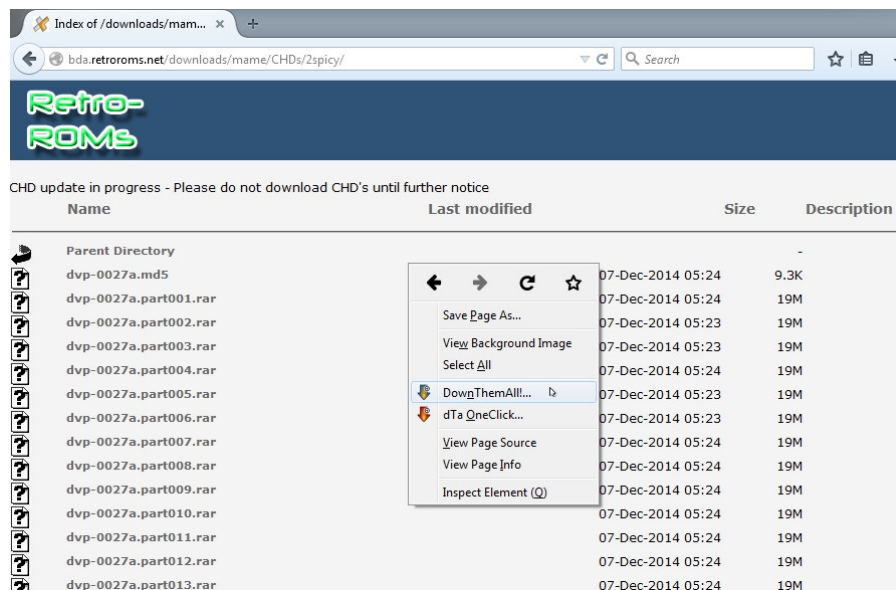 Index of /downloads/mam... ×
bda.retroroms.net/downloads/mame/CHDs/2spicy/ Search
Retro-
ROMs
CHD update in progress - Please do not download CHD's until further notice
Name Last modified Size Description
Parent Directory -
dvp-0027a.md5 07-Dec-2014 05:24 9.3K
dvp-0027a.part001.rar 07-Dec-2014 05:24 19M
dvp-0027a.part002.rar 07-Dec-2014 05:23 19M
dvp-0027a.part003.rar 07-Dec-2014 05:23 19M
dvp-0027a.part004.rar 07-Dec-2014 05:24 19M
dvp-0027a.part005.rar 07-Dec-2014 05:23 19M
dvp-0027a.part006.rar 07-Dec-2014 05:23 19M
dvp-0027a.part007.rar 07-Dec-2014 05:24 19M
dvp-0027a.part008.rar 07-Dec-2014 05:24 19M
dvp-0027a.part009.rar 07-Dec-2014 05:24 19M
dvp-0027a.part010.rar 07-Dec-2014 05:24 19M
dvp-0027a.part011.rar 07-Dec-2014 05:24 19M
dvp-0027a.part012.rar 07-Dec-2014 05:24 19M
dvp-0027a.part013.rar 07-Dec-2014 05:24 19M
Save Page As...
View Background Image
Select All
DownThemAll!...
dTa OneClick...
View Page Source
View Page Info
Inspect Element (Q)